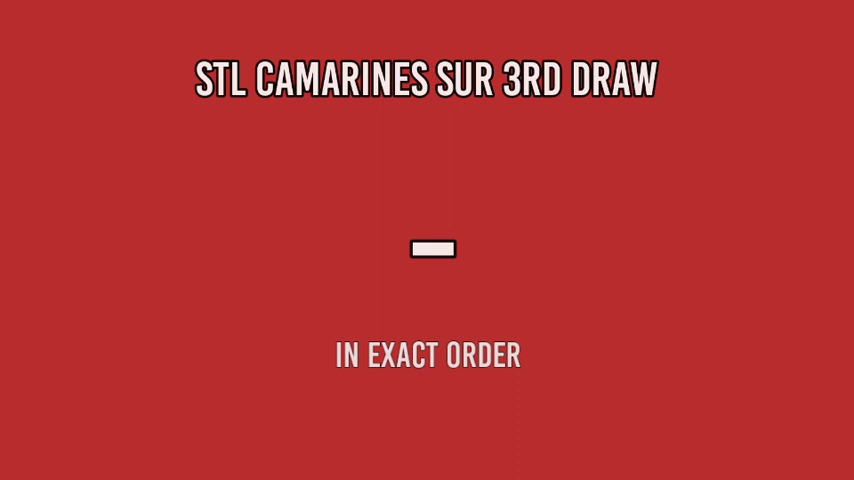 STL CAMARINES SUR 3RD DRAW
-
IN EXACT ORDER